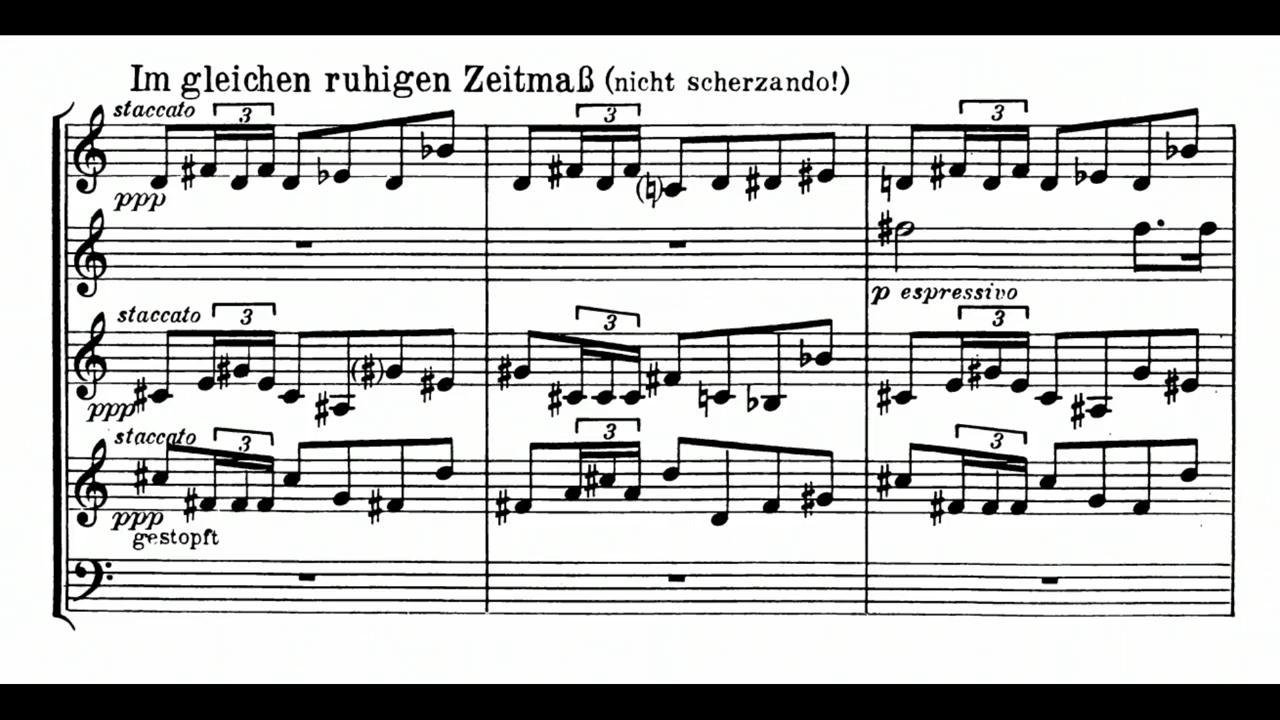 Im gleichen ruhigen Zeitmaß (nicht scherzando!)
staccato 3 3 3
ppp
p espressivo
staccato 3 3 3
ppp
staccato 3 3 3
ppp
gestopft